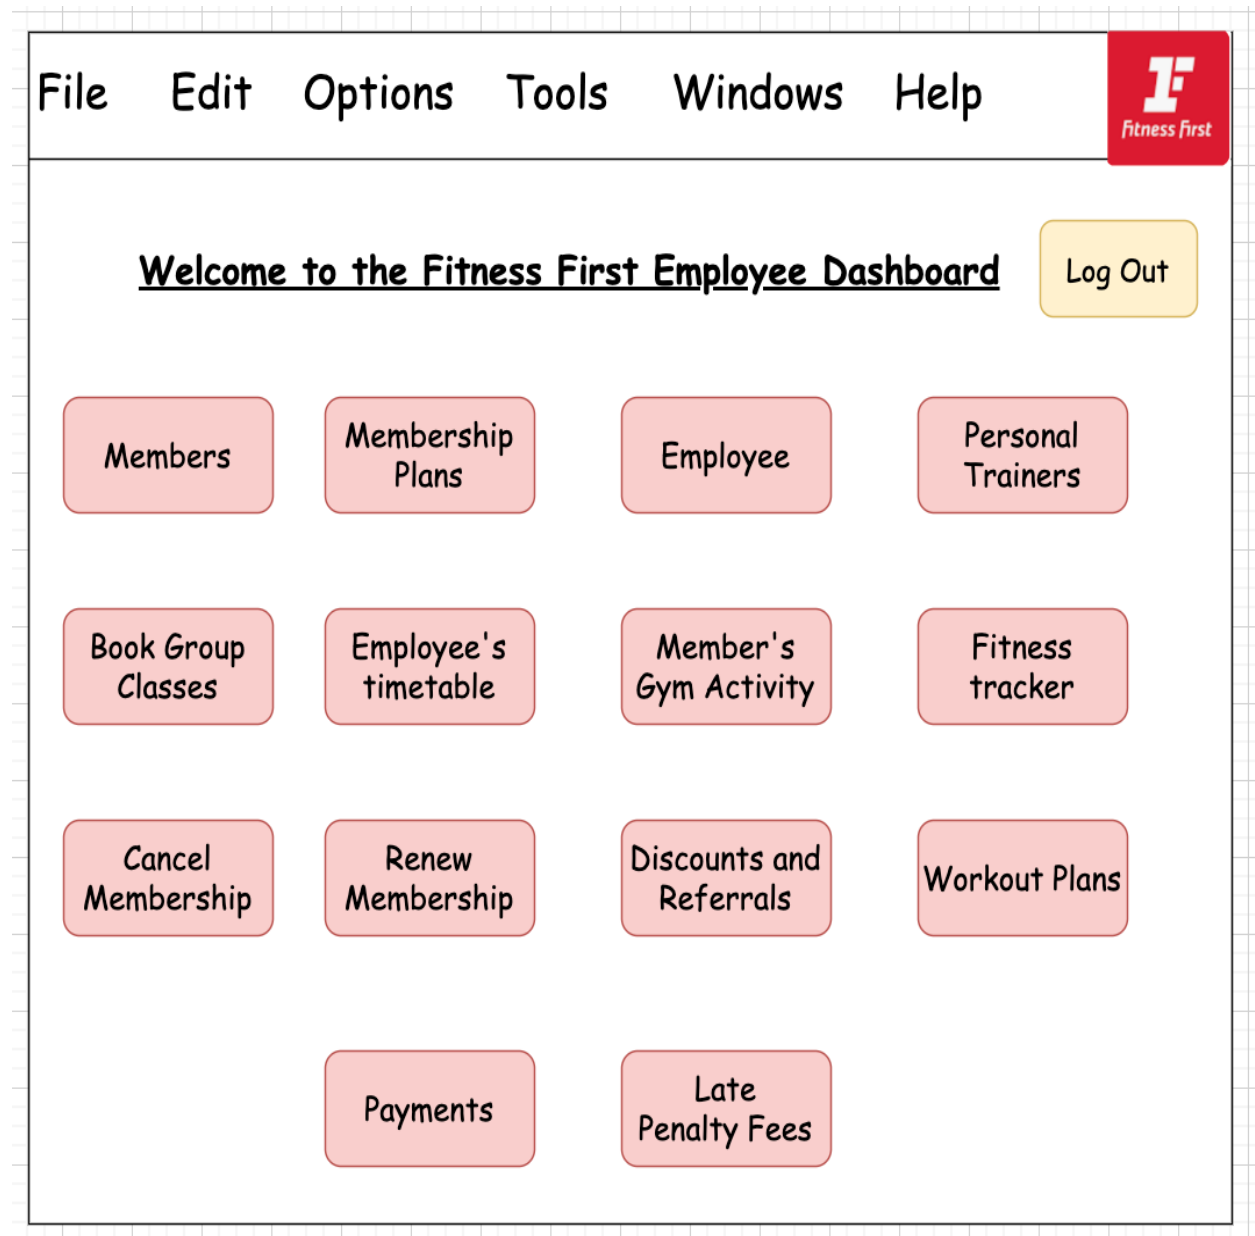 File Edit Options Tools Windows Help
Fitness First
Welcome to the Fitness First Employee Dashboard
Log Out
Members
Membership
Plans
Employee
Personal
Trainers
Book Group
Classes
Employee's
timetable
Member's
Gym Activity
Fitness
tracker
Cancel
Membership
Renew
Membership
Discounts and
Referrals
Workout Plans
Payments
Late
Penalty Fees